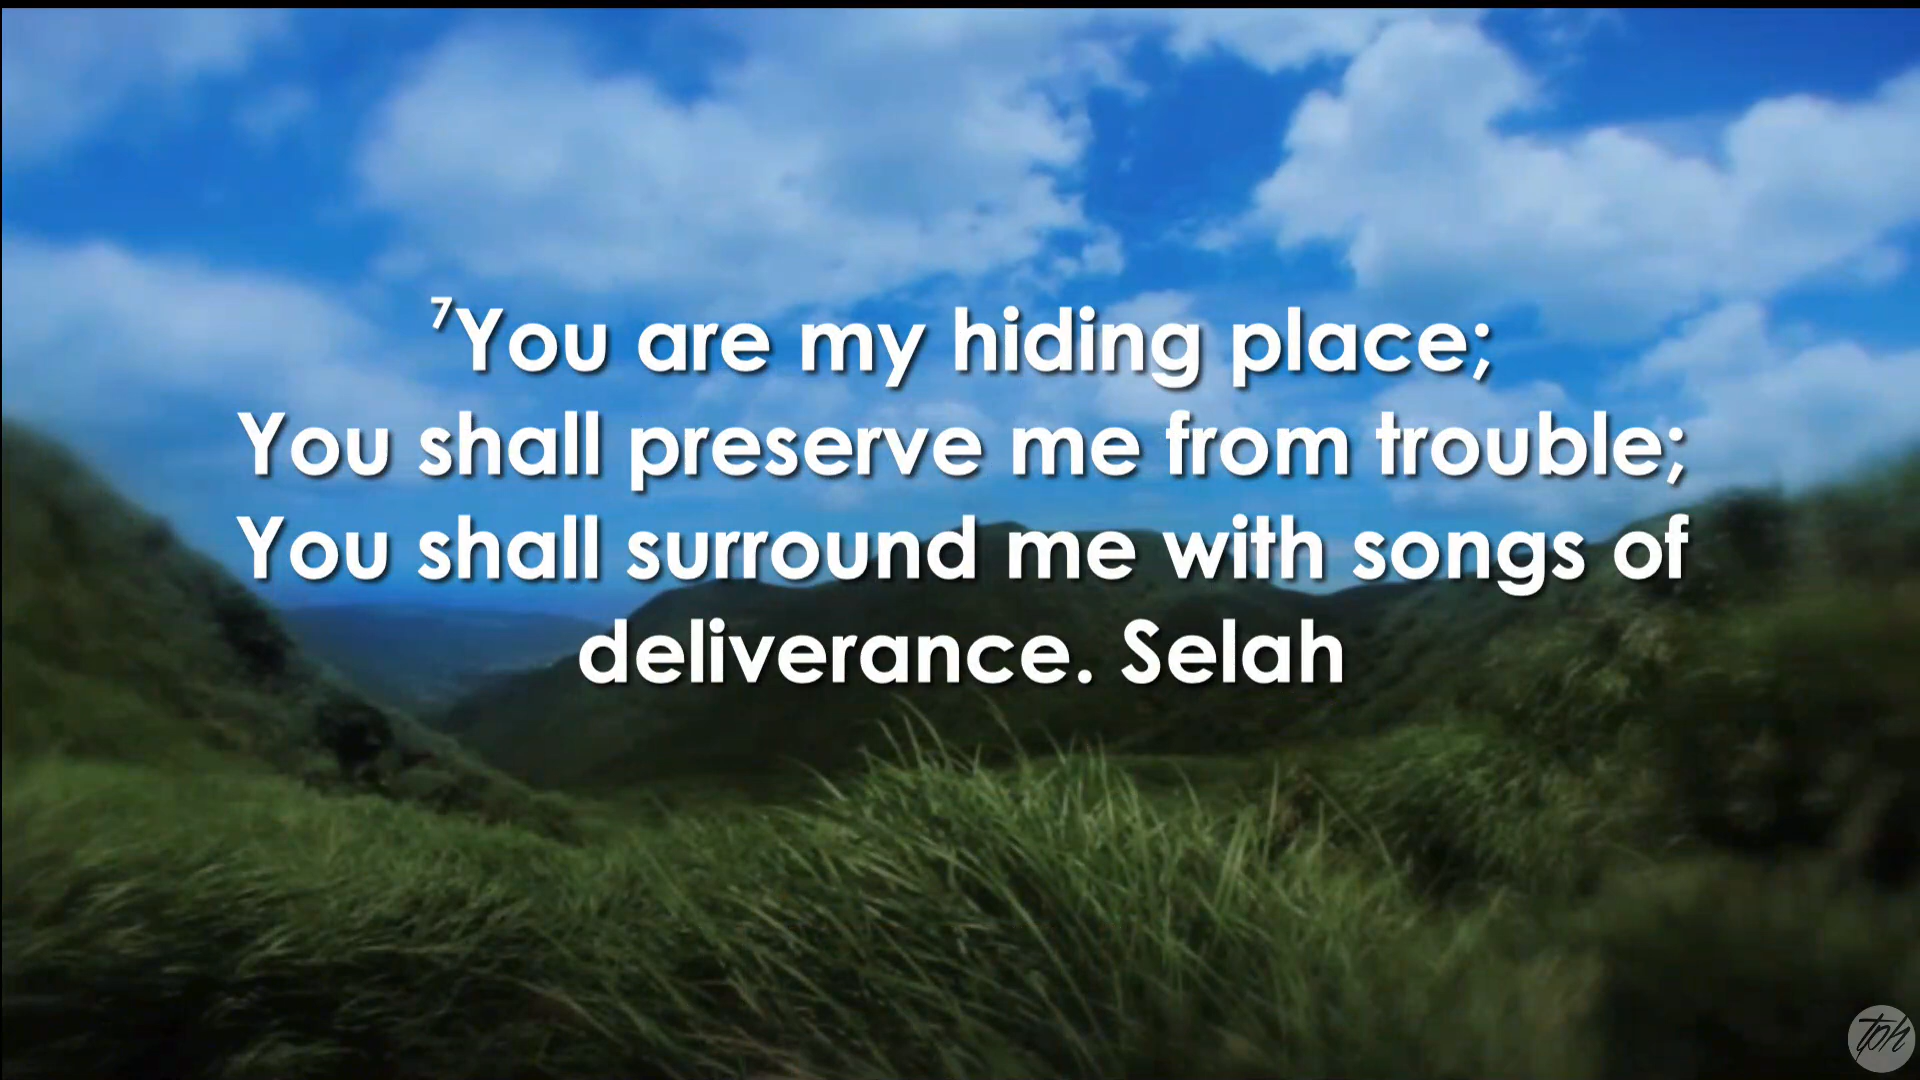 ⁷You are my hiding place;
You shall preserve me from trouble;
You shall surround me with songs of
deliverance. Selah
tph